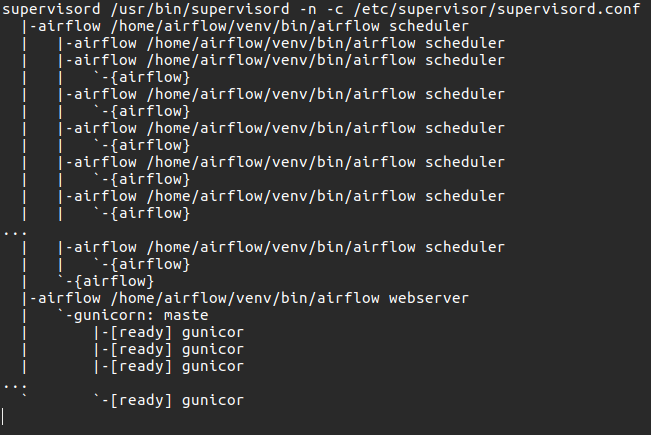 supervisord /usr/bin/supervisord -n -c /etc/supervisor/supervisord.conf
  |-airflow /home/airflow/venv/bin/airflow scheduler
  |   |-airflow /home/airflow/venv/bin/airflow scheduler
  |   |-airflow /home/airflow/venv/bin/airflow scheduler
  |   |   `-{airflow}
  |   |-airflow /home/airflow/venv/bin/airflow scheduler
  |   |   `-{airflow}
  |   |-airflow /home/airflow/venv/bin/airflow scheduler
  |   |   `-{airflow}
  |   |-airflow /home/airflow/venv/bin/airflow scheduler
  |   |   `-{airflow}
  |   |-airflow /home/airflow/venv/bin/airflow scheduler
  |   |   `-{airflow}
...
  |   |-airflow /home/airflow/venv/bin/airflow scheduler
  |   |   `-{airflow}
  |   `-{airflow}
  |-airflow /home/airflow/venv/bin/airflow webserver
  |   `-gunicorn: maste
  |       |-[ready] gunicor
  |       |-[ready] gunicor
  |       |-[ready] gunicor
...
  `       `-[ready] gunicor